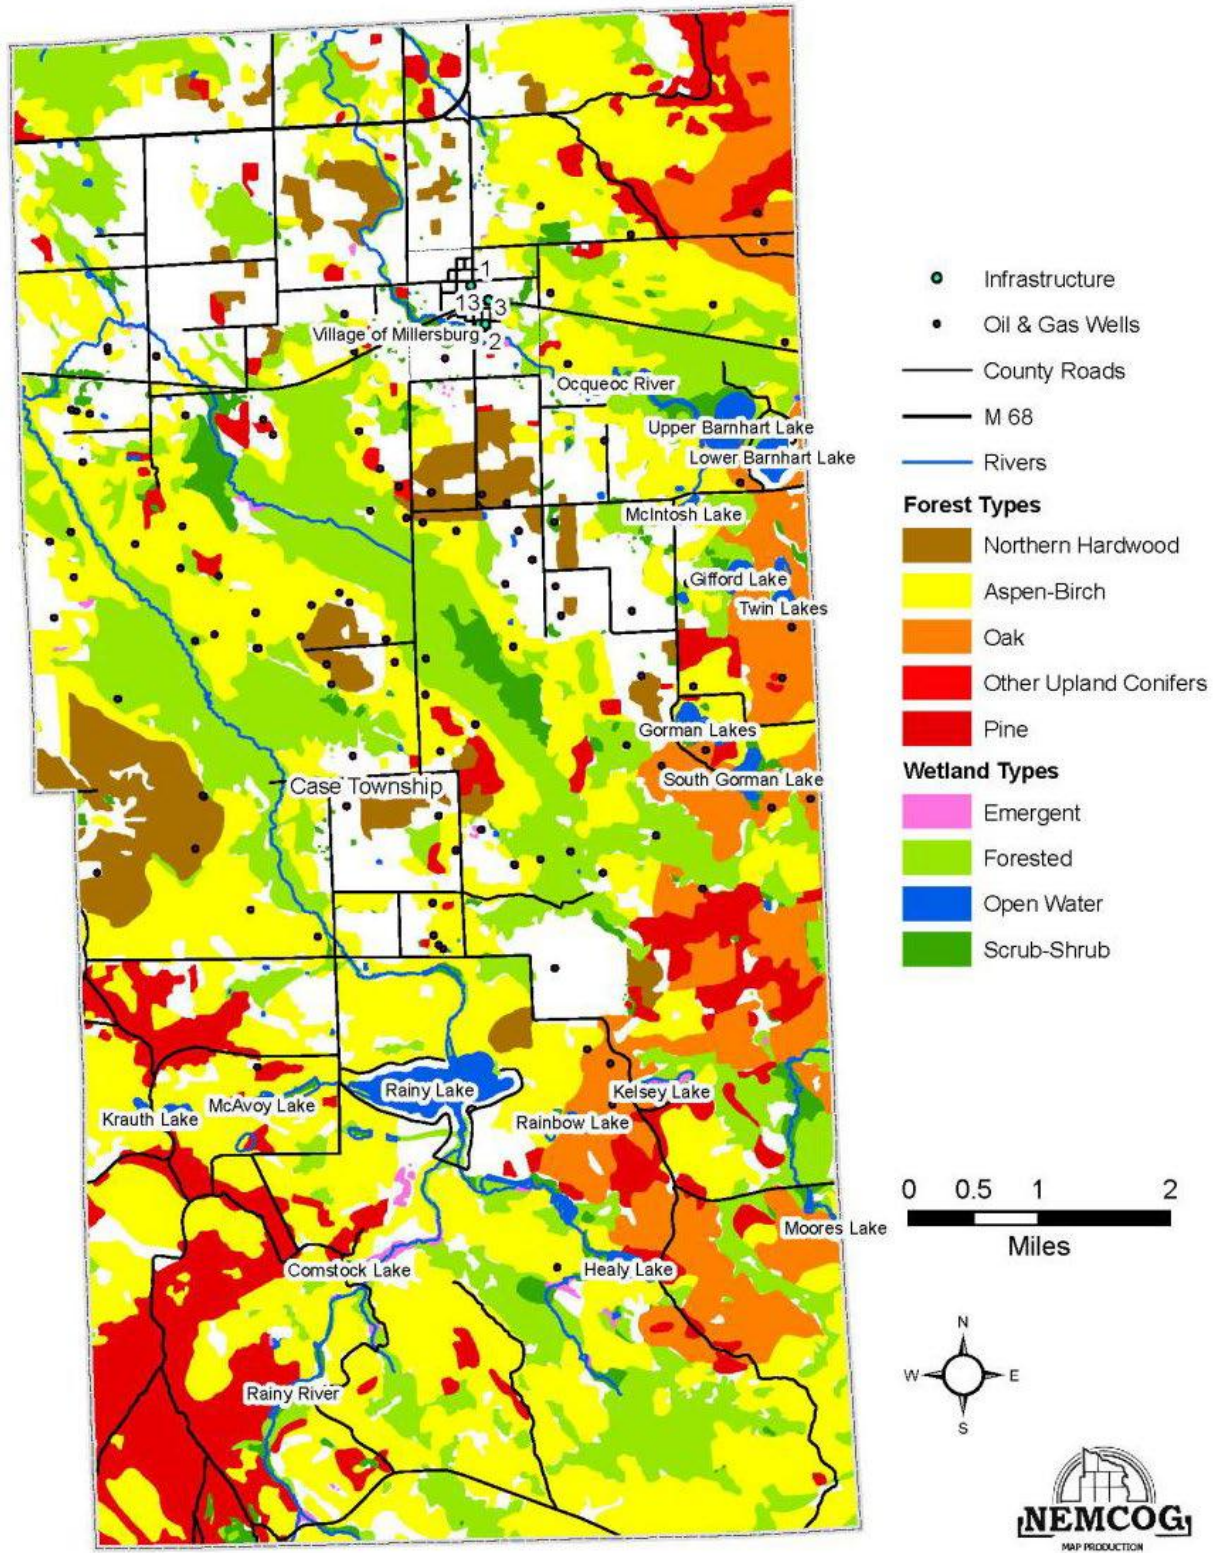 1
13
3
Village of Millersburg
2
Ocqueoc River
Upper Barnhart Lake
Lower Barnhart Lake
McIntosh Lake
Gifford Lake
Twin Lakes
Gorman Lakes
South Gorman Lake
Case Township
Rainy Lake
Kelsey Lake
McAvoy Lake
Krauth Lake
Rainbow Lake
Moores Lake
Comstock Lake
Healy Lake
Rainy River
Infrastructure
Oil & Gas Wells
County Roads
M 68
Rivers
Forest Types
Northern Hardwood
Aspen-Birch
Oak
Other Upland Conifers
Pine
Wetland Types
Emergent
Forested
Open Water
Scrub-Shrub
0 0.5 1 2
Miles
N
W E
S
NEMCOG
MAP PRODUCTION